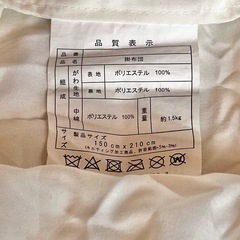 品質表示
品名 掛布団
組成 がわ生地 表地 ポリエステル 100%
裏地 ポリエステル 100%
中綿 ポリエステル 100%
重量 約1.5kg
サイズ 製品サイズ
150cm x 210cm